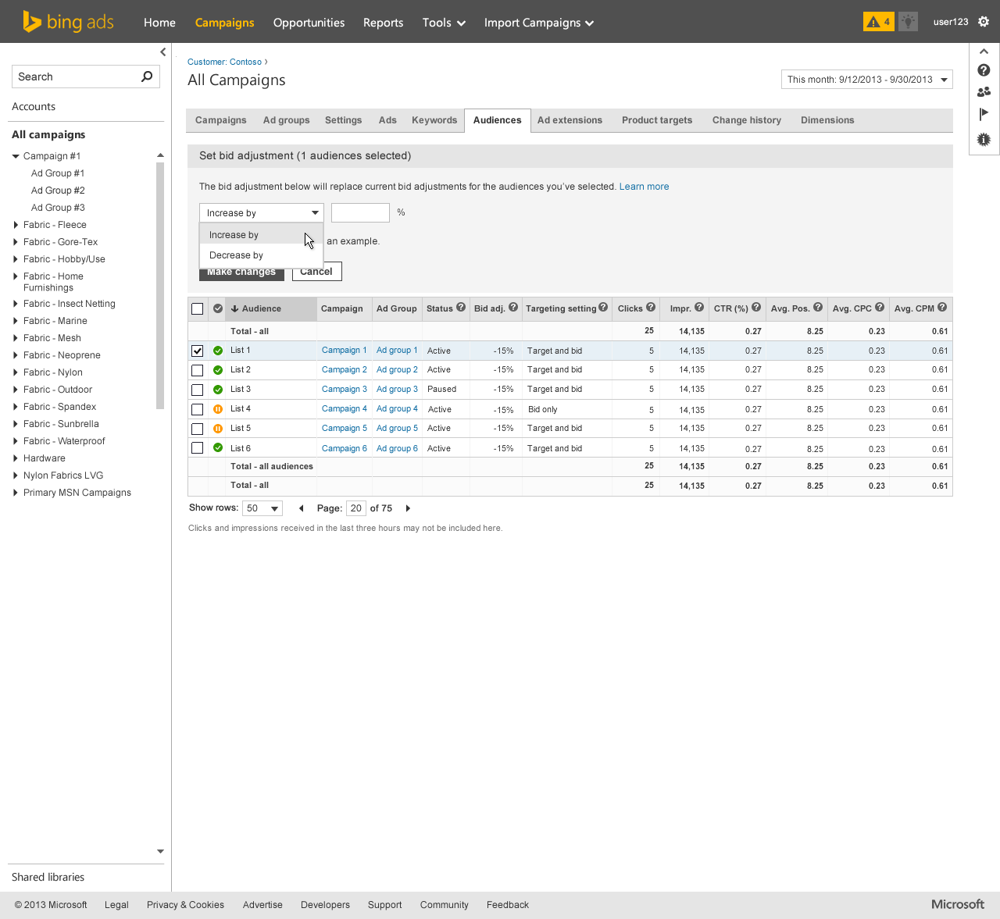 bing ads Home Campaigns Opportunities Reports Tools Import Campaigns 4 user123
Search
Accounts
All campaigns
Campaign #1
Ad Group #1
Ad Group #2
Ad Group #3
Fabric - Fleece
Fabric - Gore-Tex
Fabric - Hobby/Use
Fabric - Home
Furnishings
Fabric - Insect Netting
Fabric - Marine
Fabric - Mesh
Fabric - Neoprene
Fabric - Nylon
Fabric - Outdoor
Fabric - Spandex
Fabric - Sunbrella
Fabric - Waterproof
Hardware
Nylon Fabrics LVG
Primary MSN Campaigns
Shared libraries
Customer: Contoso ›
All Campaigns
This month: 9/12/2013 - 9/30/2013
Campaigns Ad groups Settings Ads Keywords Audiences Ad extensions Product targets Change history Dimensions
Set bid adjustment (1 audiences selected)
The bid adjustment below will replace current bid adjustments for the audiences you've selected. Learn more
Increase by %
Increase by
an example.
Decrease by
Make changes Cancel
Audience Campaign Ad Group Status Bid adj. Targeting setting Clicks Impr. CTR (%) Avg. Pos. Avg. CPC Avg. CPM
Total - all 25 14,135 0.27 8.25 0.23 0.61
List 1 Campaign 1 Ad group 1 Active -15% Target and bid 5 14,135 0.27 8.25 0.23 0.61
List 2 Campaign 2 Ad group 2 Active -15% Target and bid 5 14,135 0.27 8.25 0.23 0.61
List 3 Campaign 3 Ad group 3 Paused -15% Target and bid 5 14,135 0.27 8.25 0.23 0.61
List 4 Campaign 4 Ad group 4 Active -15% Bid only 5 14,135 0.27 8.25 0.23 0.61
List 5 Campaign 5 Ad group 5 Active -15% Target and bid 5 14,135 0.27 8.25 0.23 0.61
List 6 Campaign 6 Ad group 6 Active -15% Target and bid 5 14,135 0.27 8.25 0.23 0.61
Total - all audiences 25 14,135 0.27 8.25 0.23 0.61
Total - all 25 14,135 0.27 8.25 0.23 0.61
Show rows: 50 Page: 20 of 75
Clicks and impressions received in the last three hours may not be included here.
© 2013 Microsoft Legal Privacy & Cookies Advertise Developers Support Community Feedback Microsoft